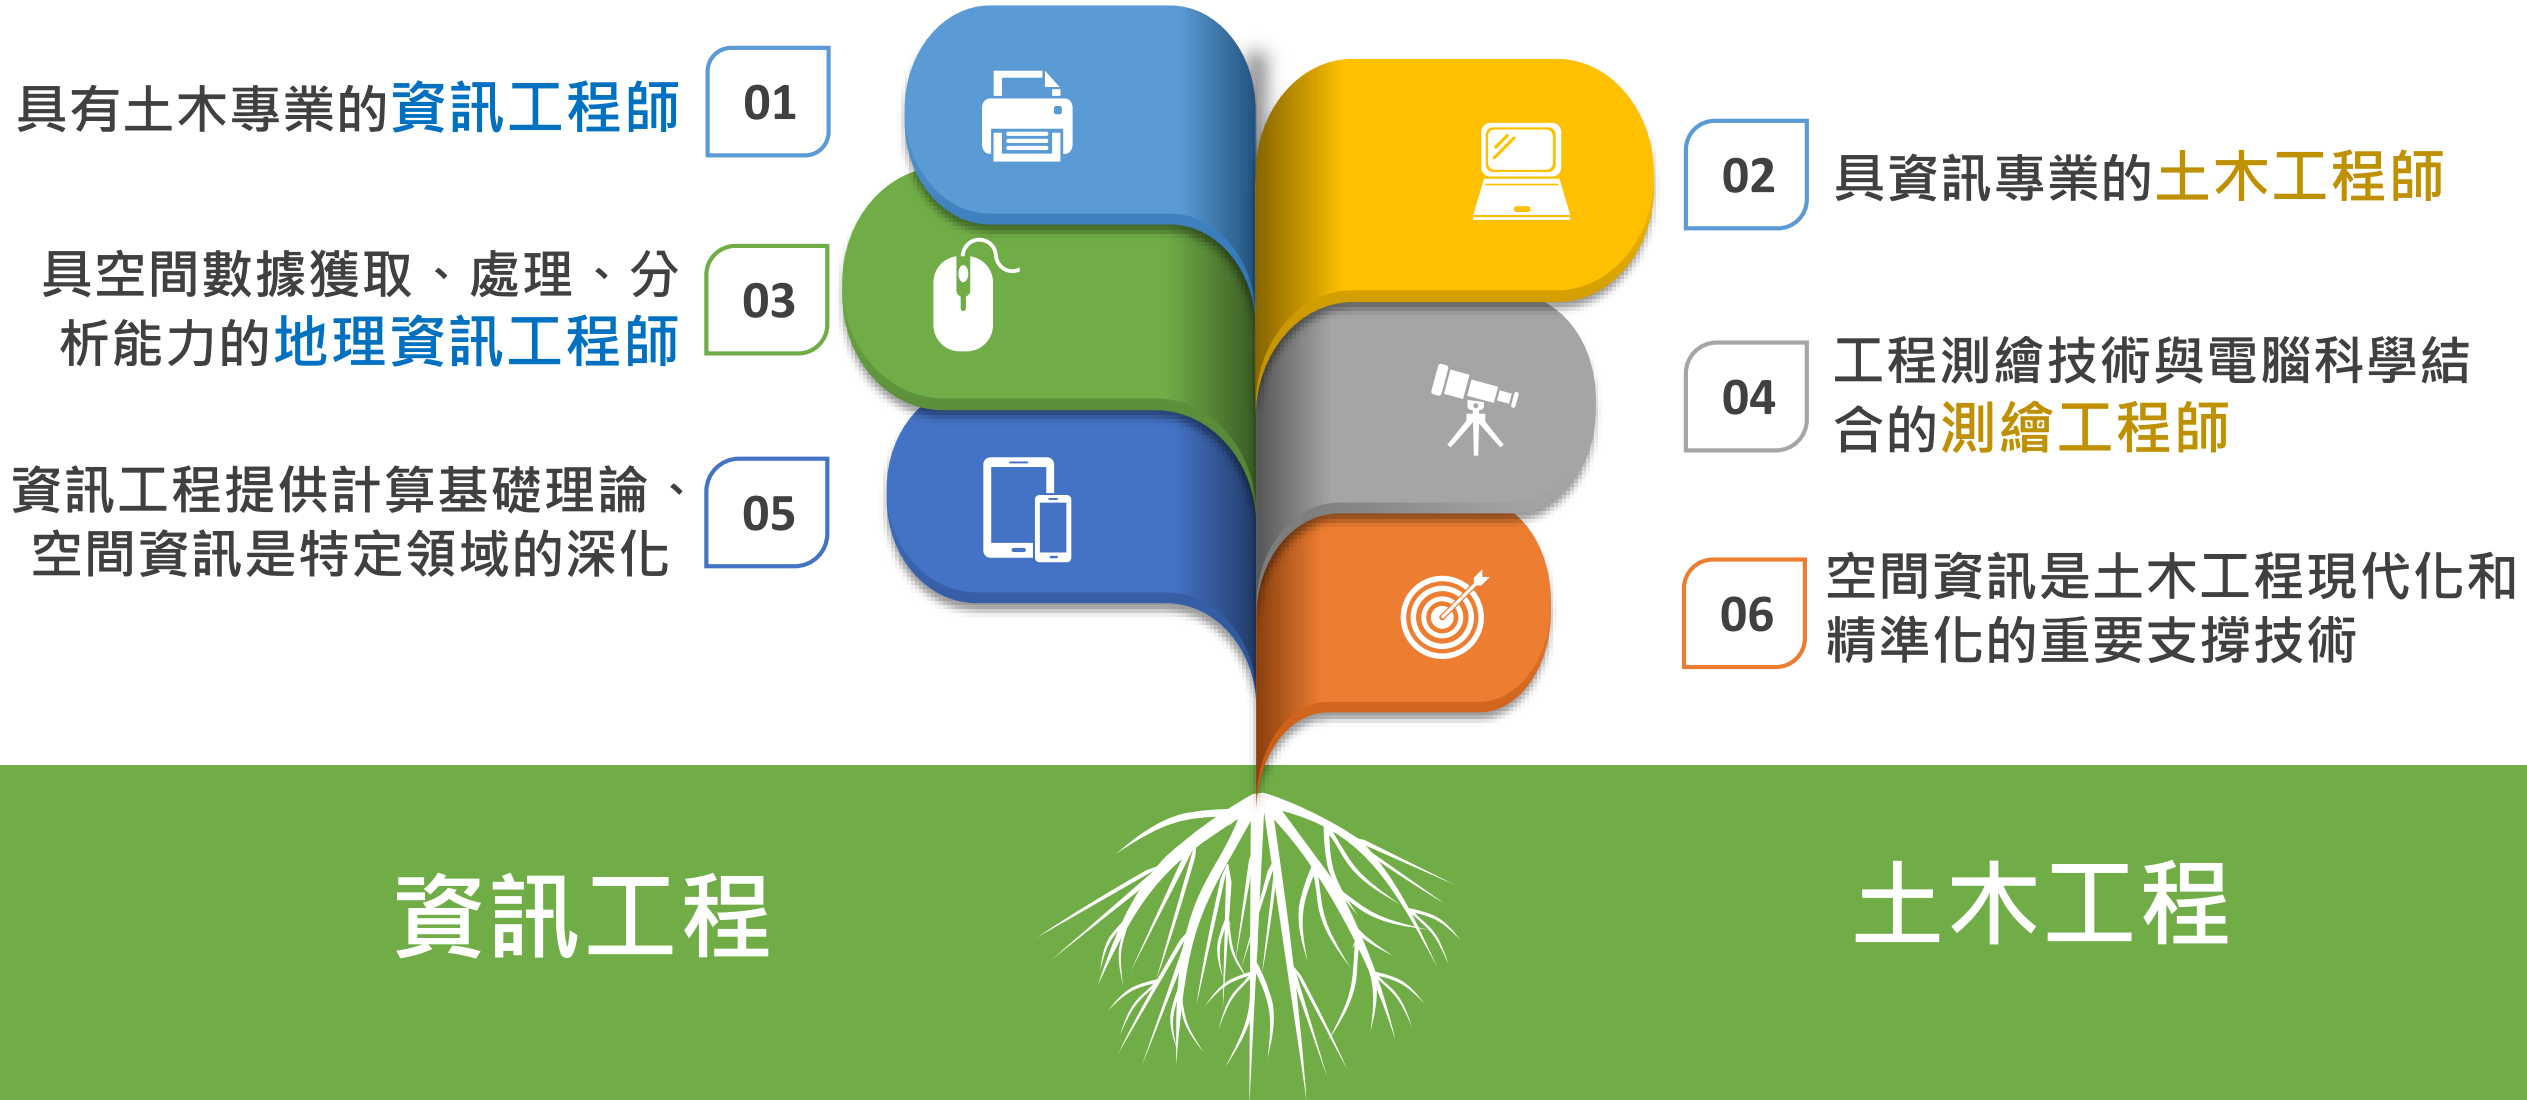 01
具有土木專業的資訊工程師
02
具資訊專業的土木工程師
03
具空間數據獲取、處理、分
析能力的地理資訊工程師
04
工程測繪技術與電腦科學結
合的測繪工程師
05
資訊工程提供計算基礎理論、
空間資訊是特定領域的深化
06
空間資訊是土木工程現代化和
精準化的重要支撐技術
資訊工程
土木工程